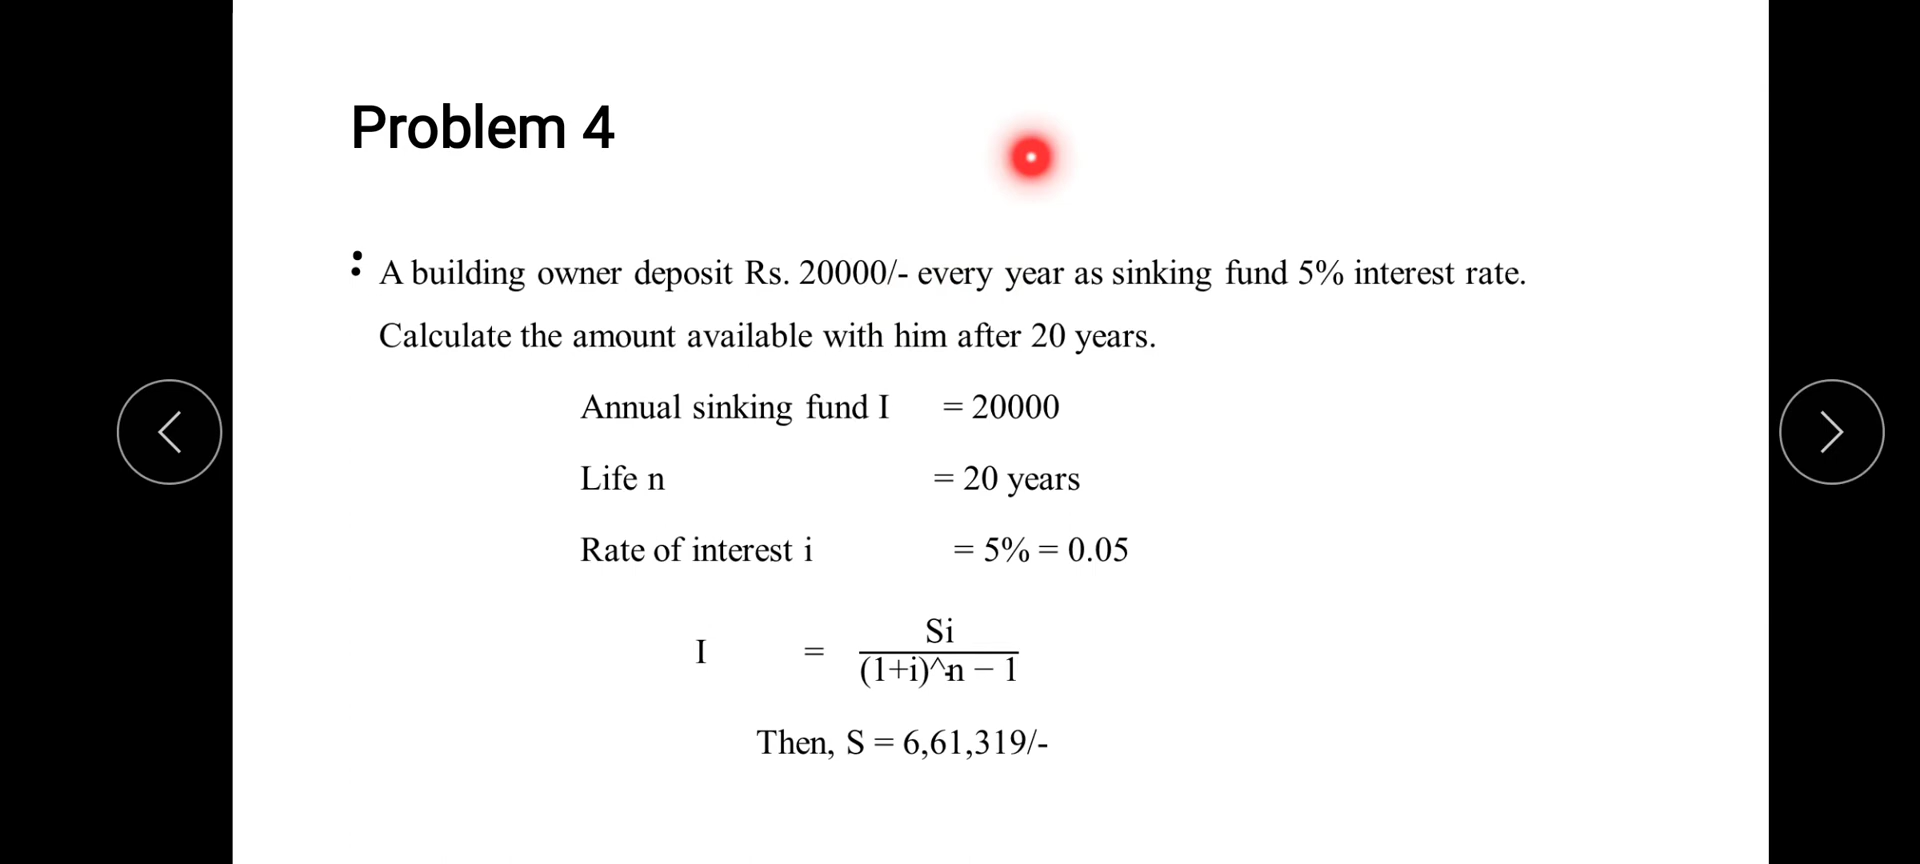 Problem 4
A building owner deposit Rs. 20000/- every year as sinking fund 5% interest rate.
Calculate the amount available with him after 20 years.
Annual sinking fund I = 20000
Life n = 20 years
Rate of interest i = 5% = 0.05
I = Si
(1+i)^n − 1
Then, S = 6,61,319/-